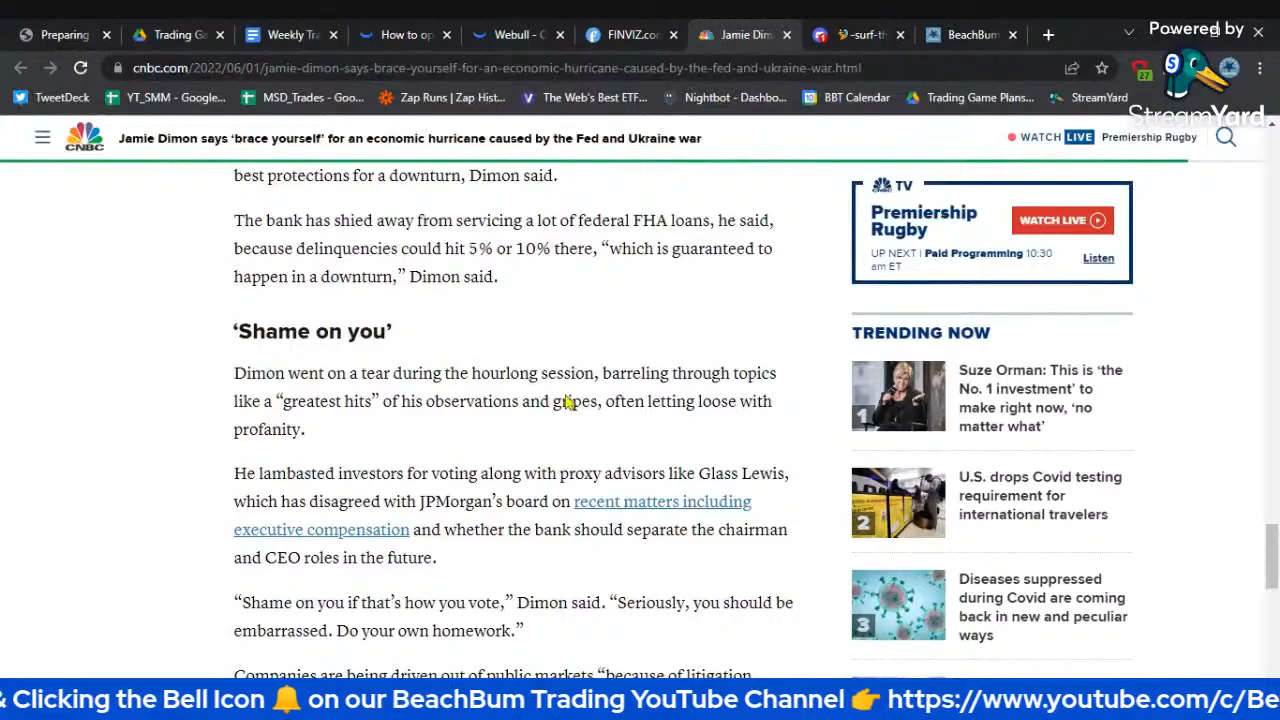 Preparing
Trading Ga
Weekly Tra
How to op
Webull - C
FINVIZ.con
Jamie Dim
-surf-th
BeachBum
Powered by
cnbc.com/2022/06/01/jamie-dimon-says-brace-yourself-for-an-economic-hurricane-caused-by-the-fed-and-ukraine-war.html
27
TweetDeck
YT_SMM - Google...
MSD_Trades - Goo...
Zap Runs | Zap Hist...
The Web's Best ETF...
Nightbot - Dashbo...
BBT Calendar
Trading Game Plans...
StreamYard
StreamYard
CNBC
Jamie Dimon says ‘brace yourself’ for an economic hurricane caused by the Fed and Ukraine war
WATCH LIVE Premiership Rugby
best protections for a downturn, Dimon said.
The bank has shied away from servicing a lot of federal FHA loans, he said,
because delinquencies could hit 5% or 10% there, “which is guaranteed to
happen in a downturn,” Dimon said.
‘Shame on you’
Dimon went on a tear during the hourlong session, barreling through topics
like a “greatest hits” of his observations and gripes, often letting loose with
profanity.
He lambasted investors for voting along with proxy advisors like Glass Lewis,
which has disagreed with JPMorgan’s board on recent matters including
executive compensation and whether the bank should separate the chairman
and CEO roles in the future.
“Shame on you if that’s how you vote,” Dimon said. “Seriously, you should be
embarrassed. Do your own homework.”
Companies are being driven out of public markets “because of litigation,
TV
Premiership
Rugby
WATCH LIVE
UP NEXT | Paid Programming 10:30
am ET
Listen
TRENDING NOW
1
Suze Orman: This is ‘the
No. 1 investment’ to
make right now, ‘no
matter what’
2
U.S. drops Covid testing
requirement for
international travelers
3
Diseases suppressed
during Covid are coming
back in new and peculiar
ways
& Clicking the Bell Icon 🔔 on our BeachBum Trading YouTube Channel 👉 https://www.youtube.com/c/Be